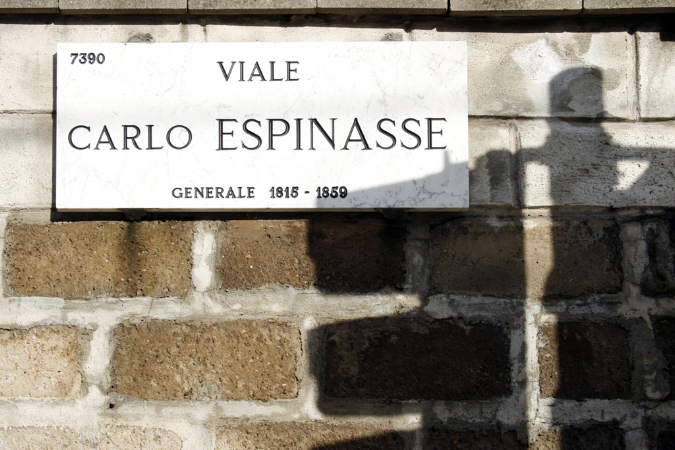 7390
VIALE
CARLO ESPINASSE
GENERALE 1815 - 1859